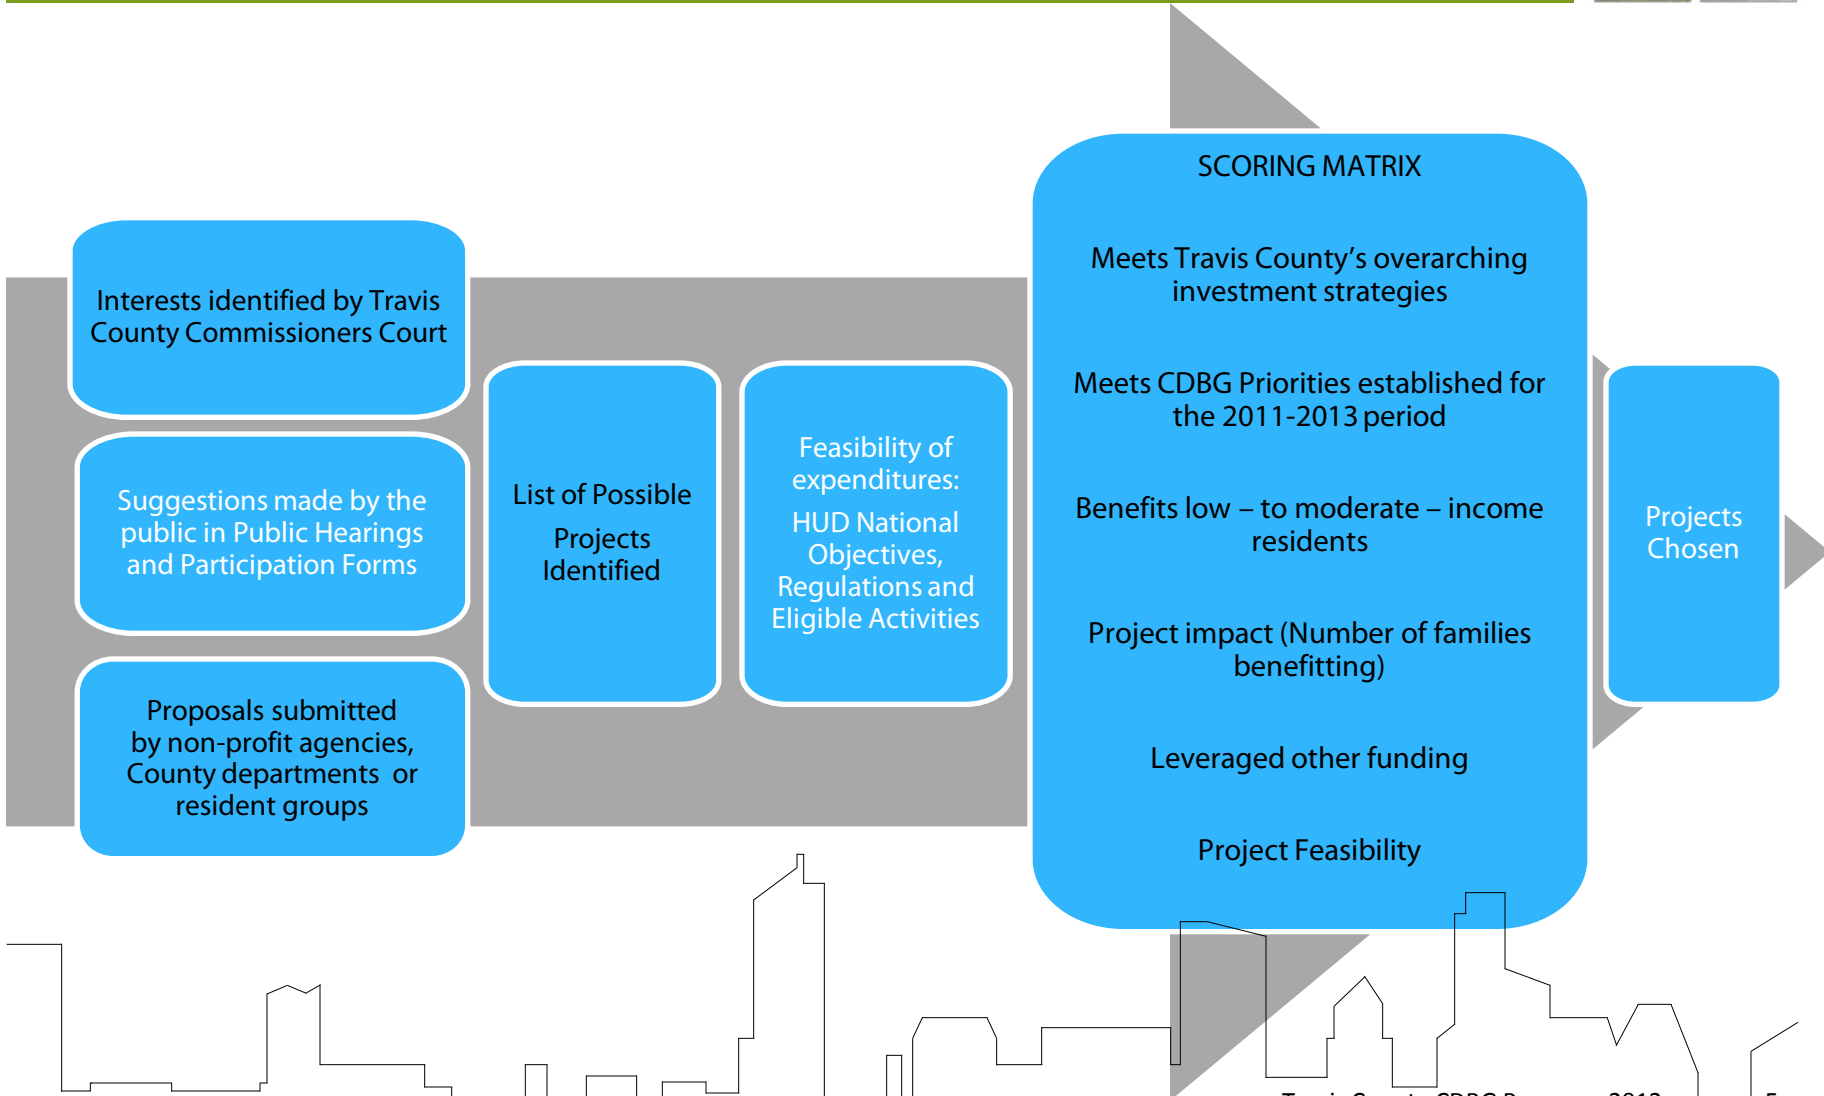 Interests identified by Travis
County Commissioners Court
Suggestions made by the
public in Public Hearings
and Participation Forms
Proposals submitted
by non-profit agencies,
County departments or
resident groups
List of Possible
Projects
Identified
Feasibility of
expenditures:
HUD National
Objectives,
Regulations and
Eligible Activities
SCORING MATRIX
Meets Travis County's overarching
investment strategies
Meets CDBG Priorities established for
the 2011-2013 period
Benefits low – to moderate – income
residents
Project impact (Number of families
benefitting)
Leveraged other funding
Project Feasibility
Projects
Chosen